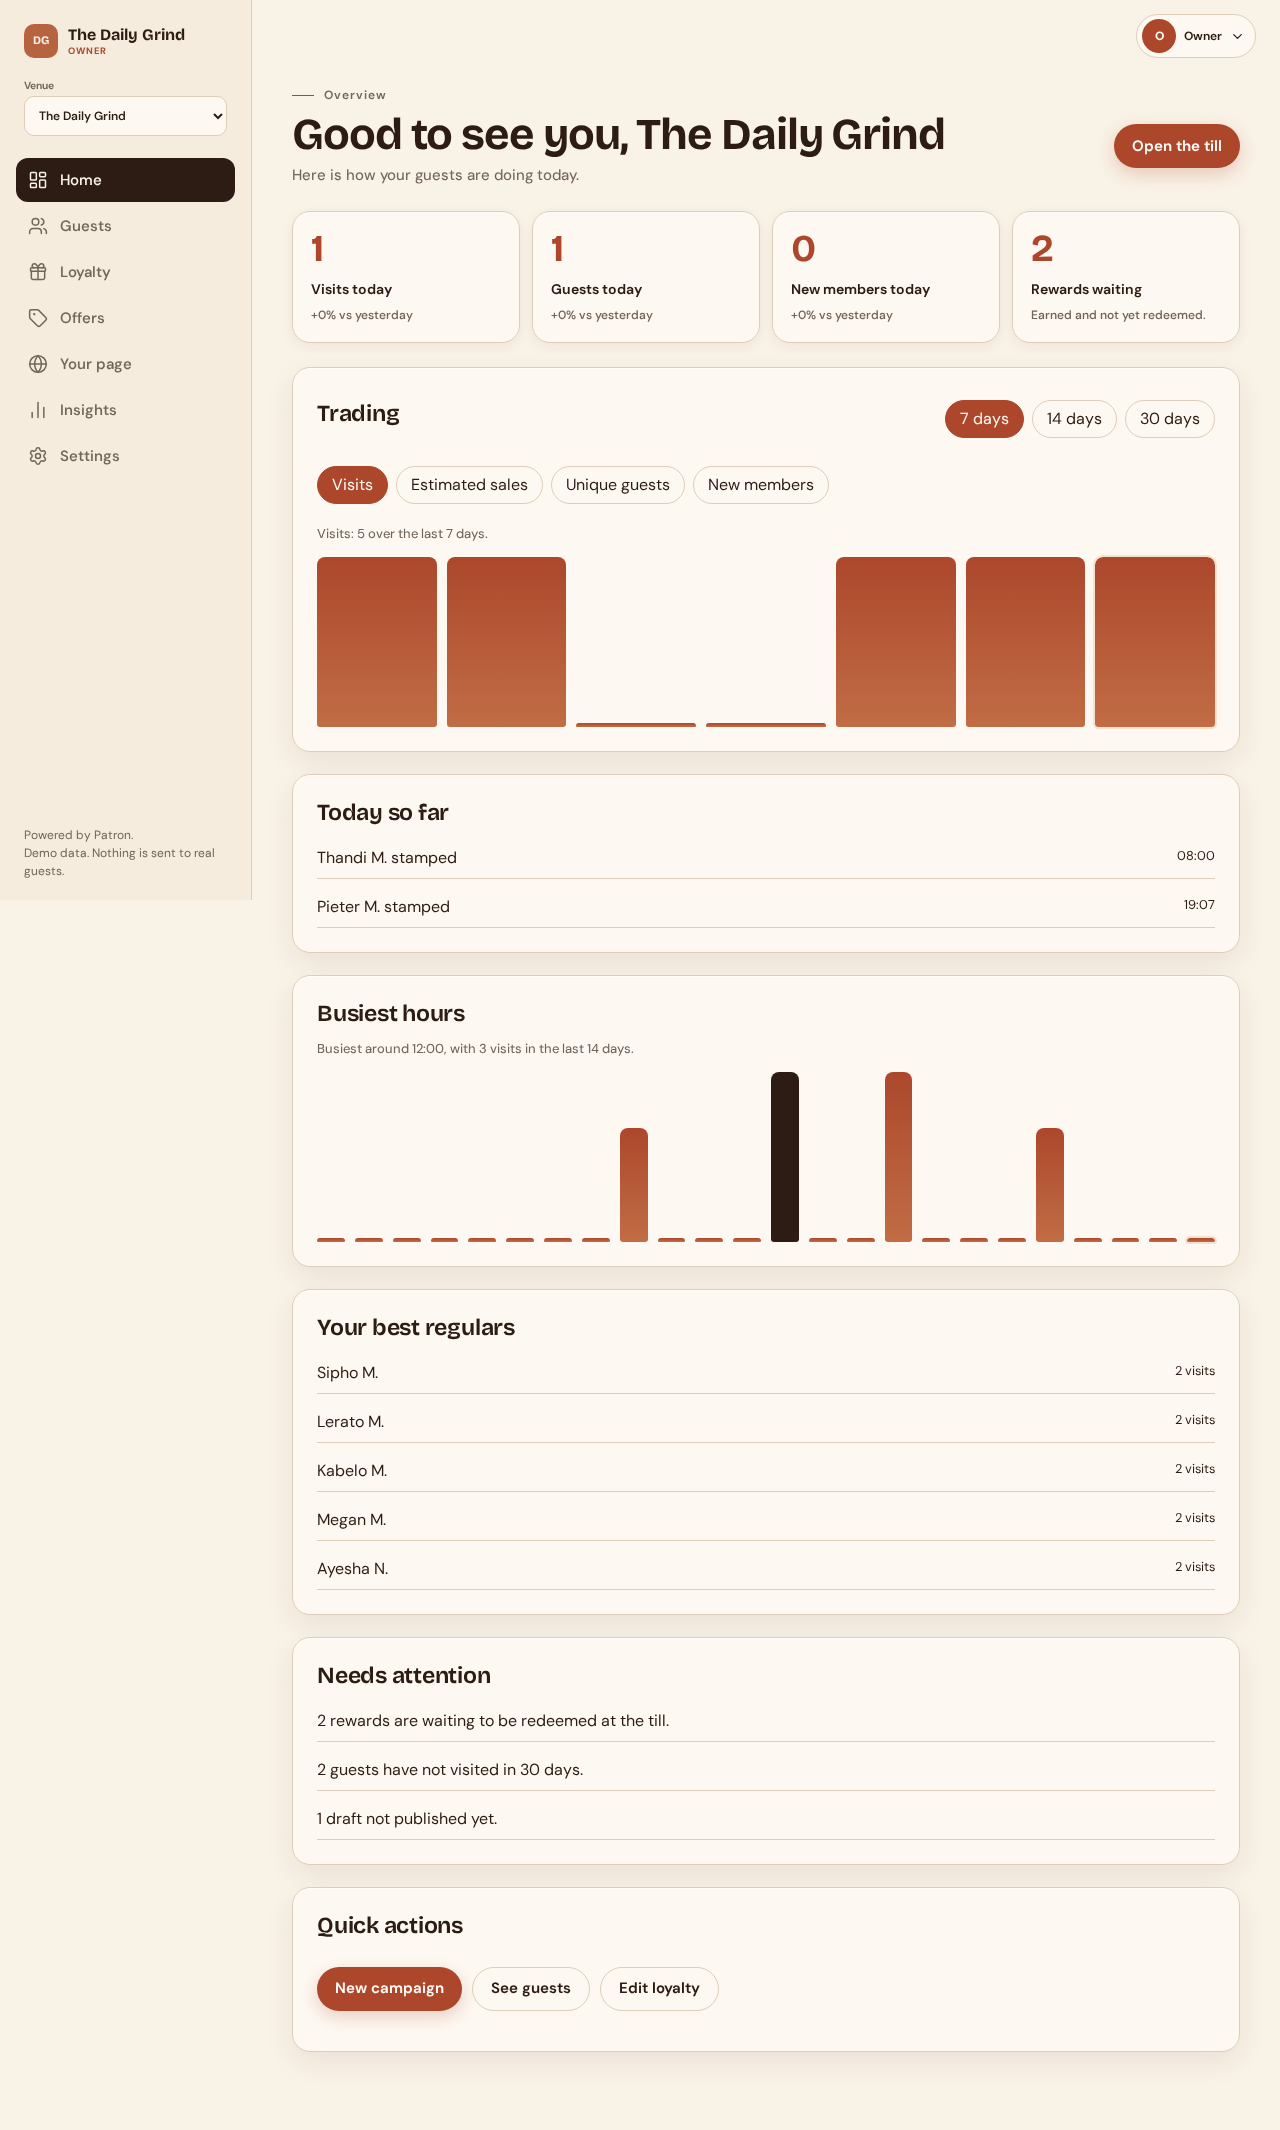 DG
The Daily Grind
OWNER
Venue
The Daily Grind
Home
Guests
Loyalty
Offers
Your page
Insights
Settings
Powered by Patron.
Demo data. Nothing is sent to real
guests.
O Owner
Overview
Good to see you, The Daily Grind
Here is how your guests are doing today.
Open the till
1
Visits today
+0% vs yesterday
1
Guests today
+0% vs yesterday
0
New members today
+0% vs yesterday
2
Rewards waiting
Earned and not yet redeemed.
Trading
7 days 14 days 30 days
Visits Estimated sales Unique guests New members
Visits: 5 over the last 7 days.
Today so far
Thandi M. stamped 08:00
Pieter M. stamped 19:07
Busiest hours
Busiest around 12:00, with 3 visits in the last 14 days.
Your best regulars
Sipho M. 2 visits
Lerato M. 2 visits
Kabelo M. 2 visits
Megan M. 2 visits
Ayesha N. 2 visits
Needs attention
2 rewards are waiting to be redeemed at the till.
2 guests have not visited in 30 days.
1 draft not published yet.
Quick actions
New campaign See guests Edit loyalty